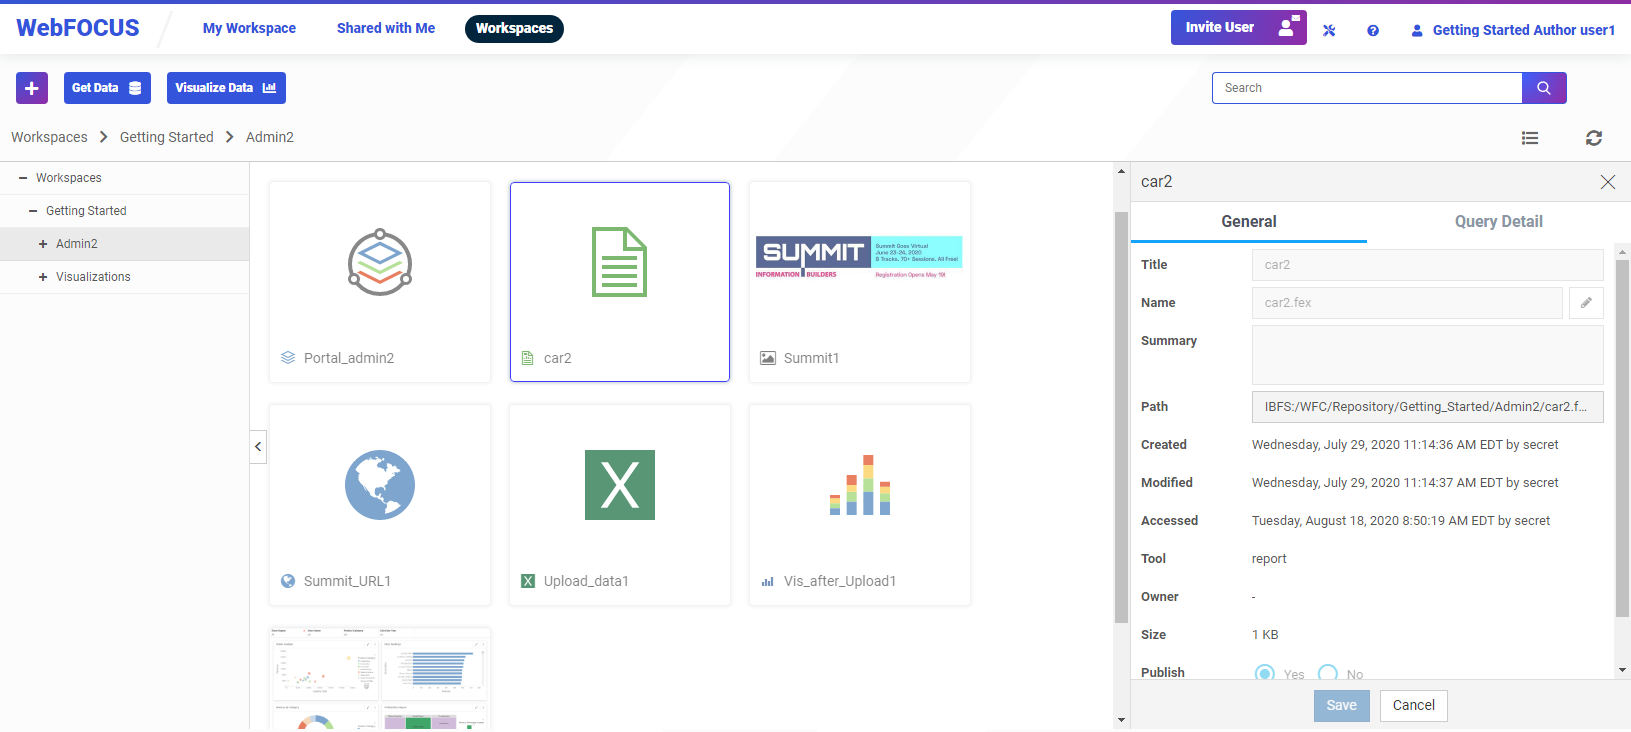 WebFOCUS
My Workspace
Shared with Me
Workspaces
Invite User
Getting Started Author user1
Get Data
Visualize Data
Search
Workspaces > Getting Started > Admin2
Workspaces
Getting Started
Admin2
Visualizations
Portal_admin2
car2
SUMMIT
INFORMATION BUILDERS
Summit Goes Virtual
June 23-24, 2020
8 Tracks. 70+ Sessions. All Free!
Registration Opens May 19!
Summit1
Summit_URL1
X
Upload_data1
Vis_after_Upload1
car2
General
Query Detail
Title
car2
Name
car2.fex
Summary
Path
IBFS:/WFC/Repository/Getting_Started/Admin2/car2.f...
Created
Wednesday, July 29, 2020 11:14:36 AM EDT by secret
Modified
Wednesday, July 29, 2020 11:14:37 AM EDT by secret
Accessed
Tuesday, August 18, 2020 8:50:19 AM EDT by secret
Tool
report
Owner
-
Size
1 KB
Publish
Yes
No
Save
Cancel